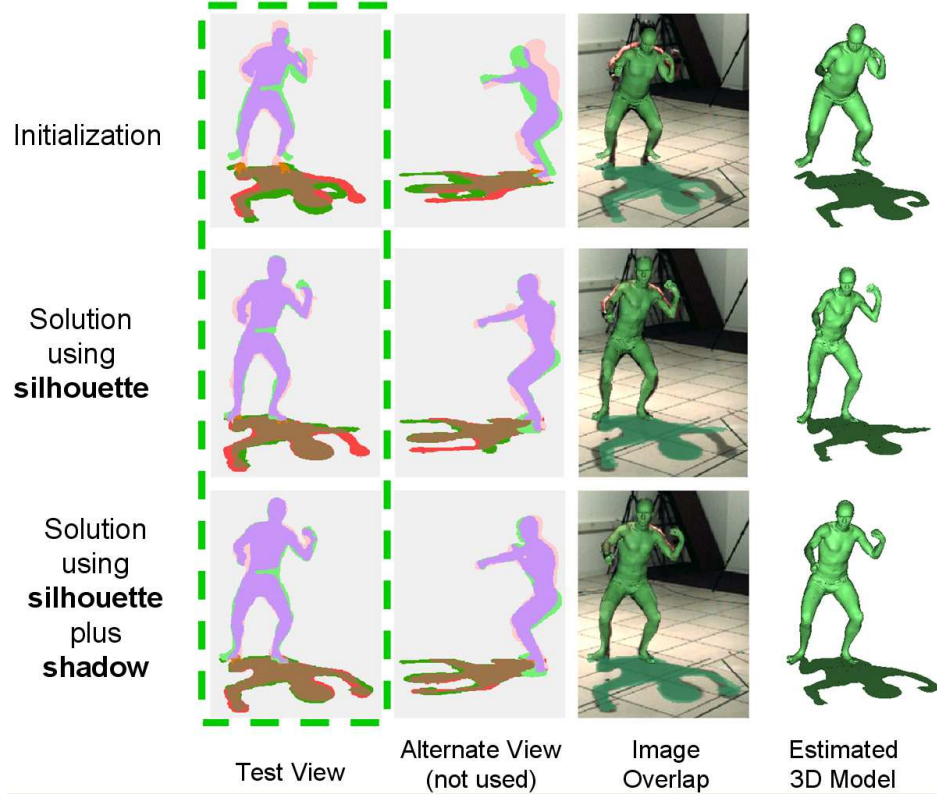 Initialization
Solution
using
silhouette
Solution
using
silhouette
plus
shadow
Test View
Alternate View
(not used)
Image
Overlap
Estimated
3D Model